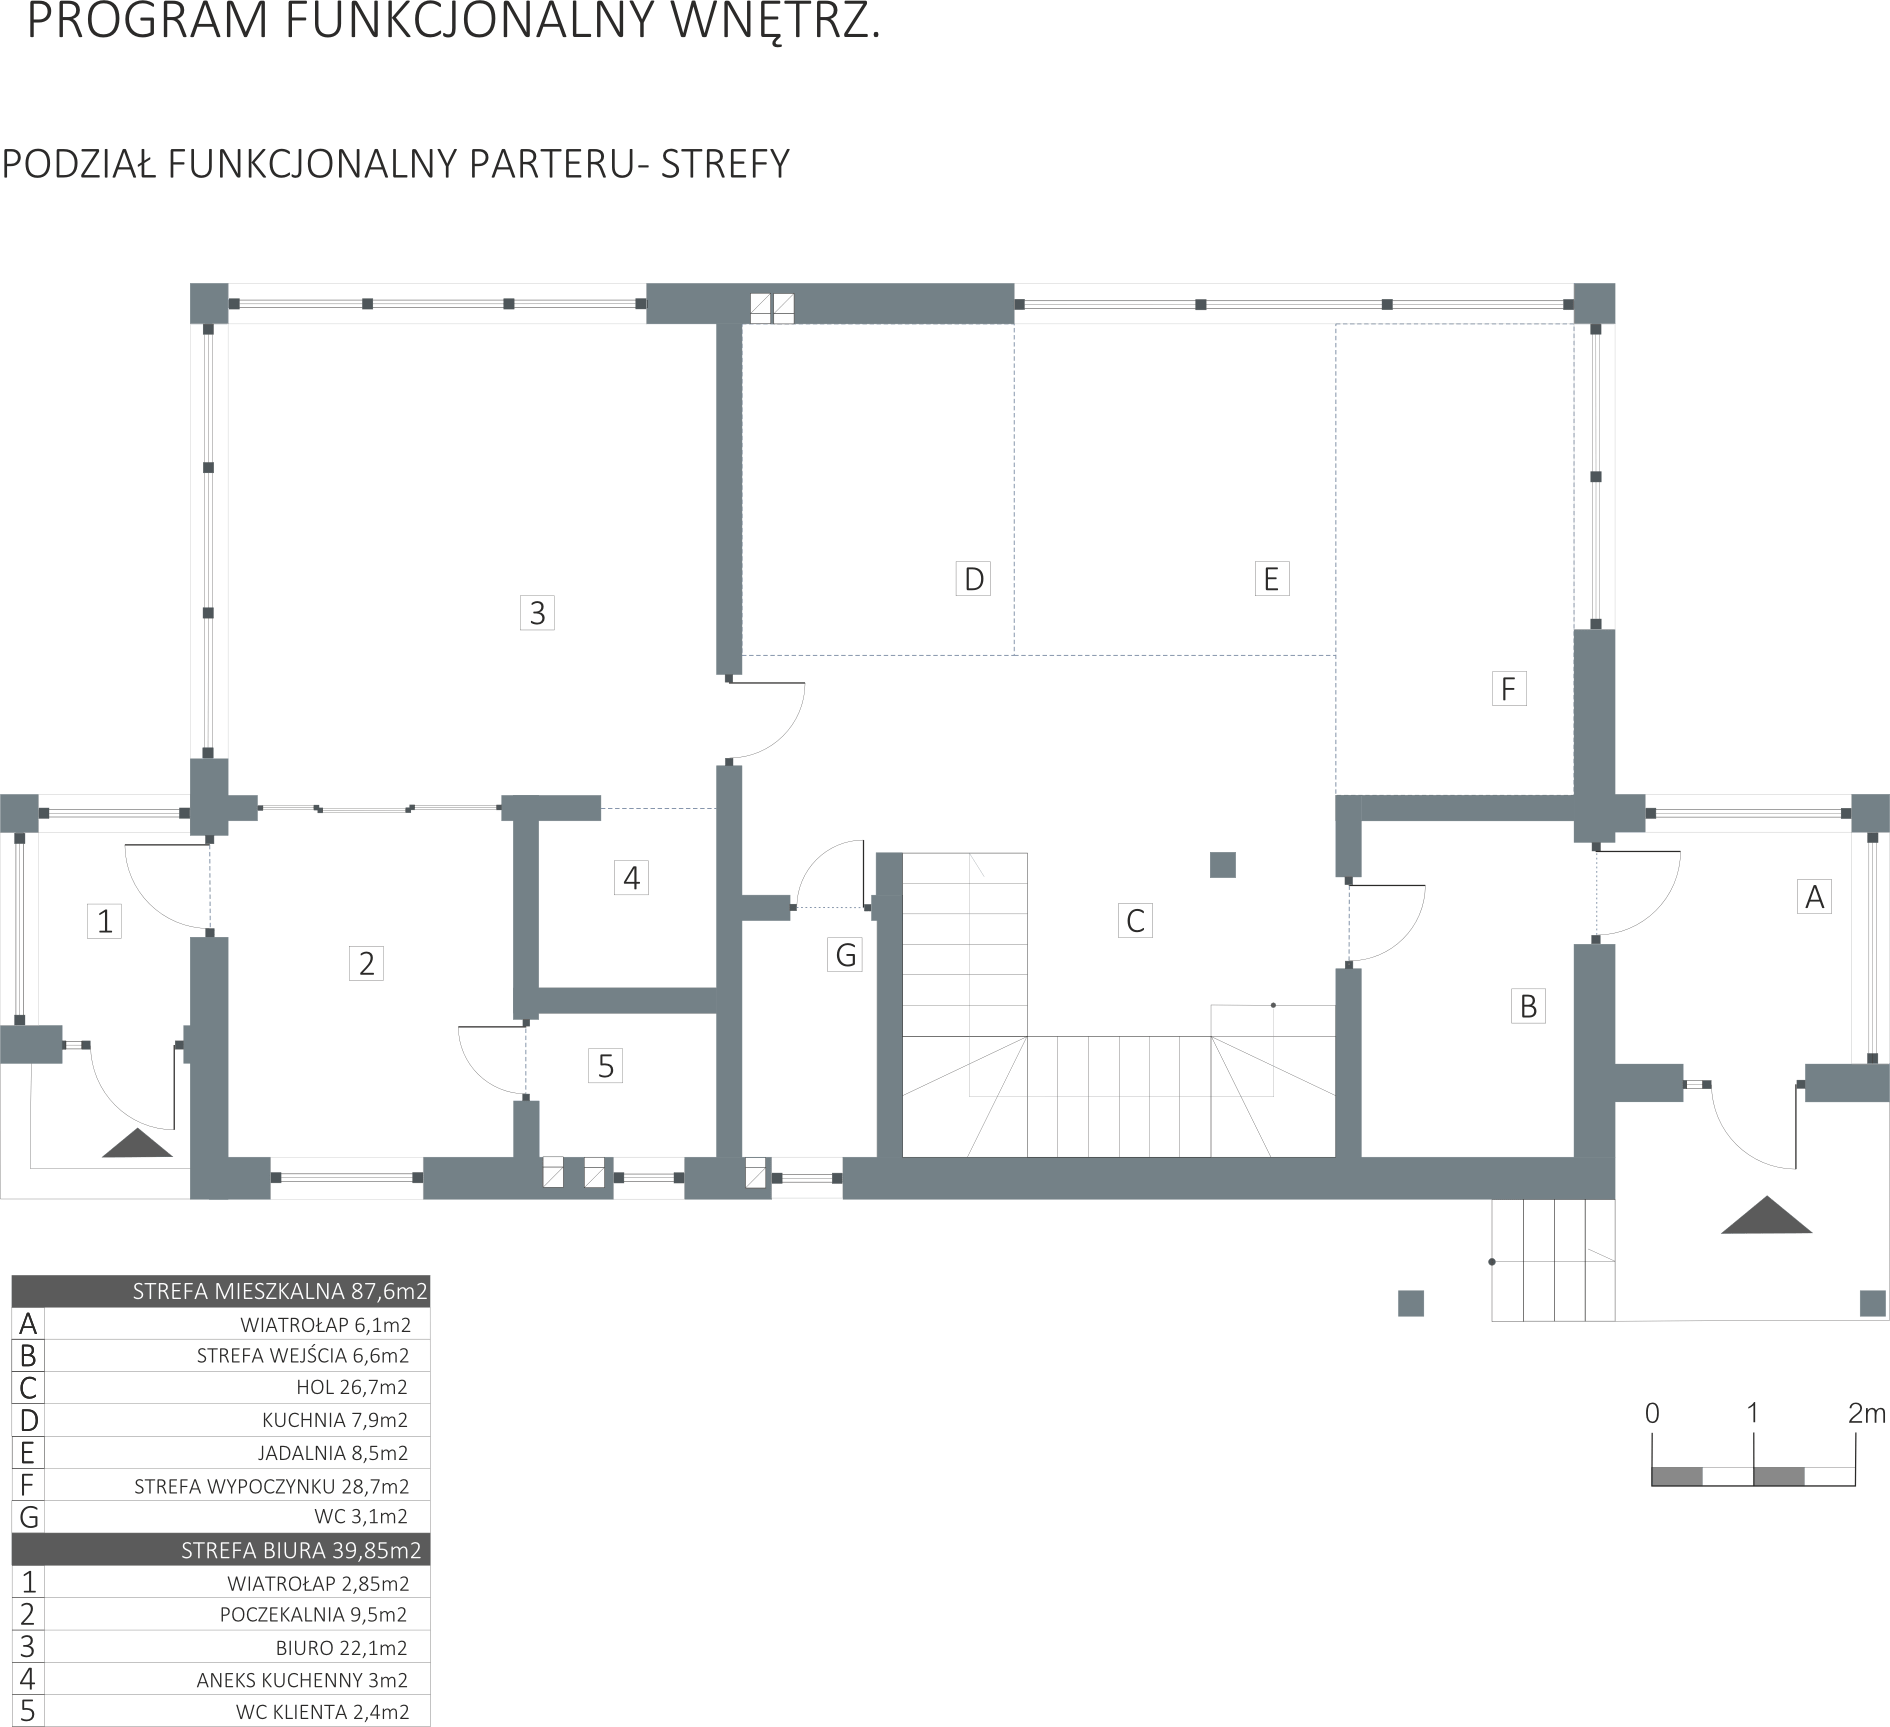 PROGRAM FUNKCJONALNY WNĘTRZ.
PODZIAŁ FUNKCJONALNY PARTERU- STREFY
D
E
3
F
4
A
1
G
C
2
B
5
STREFA MIESZKALNA 87,6m2
A WIATROŁAP 6,1m2
B STREFA WEJŚCIA 6,6m2
C HOL 26,7m2
D KUCHNIA 7,9m2
E JADALNIA 8,5m2
F STREFA WYPOCZYNKU 28,7m2
G WC 3,1m2
STREFA BIURA 39,85m2
1 WIATROŁAP 2,85m2
2 POCZEKALNIA 9,5m2
3 BIURO 22,1m2
4 ANEKS KUCHENNY 3m2
5 WC KLIENTA 2,4m2
0 1 2m